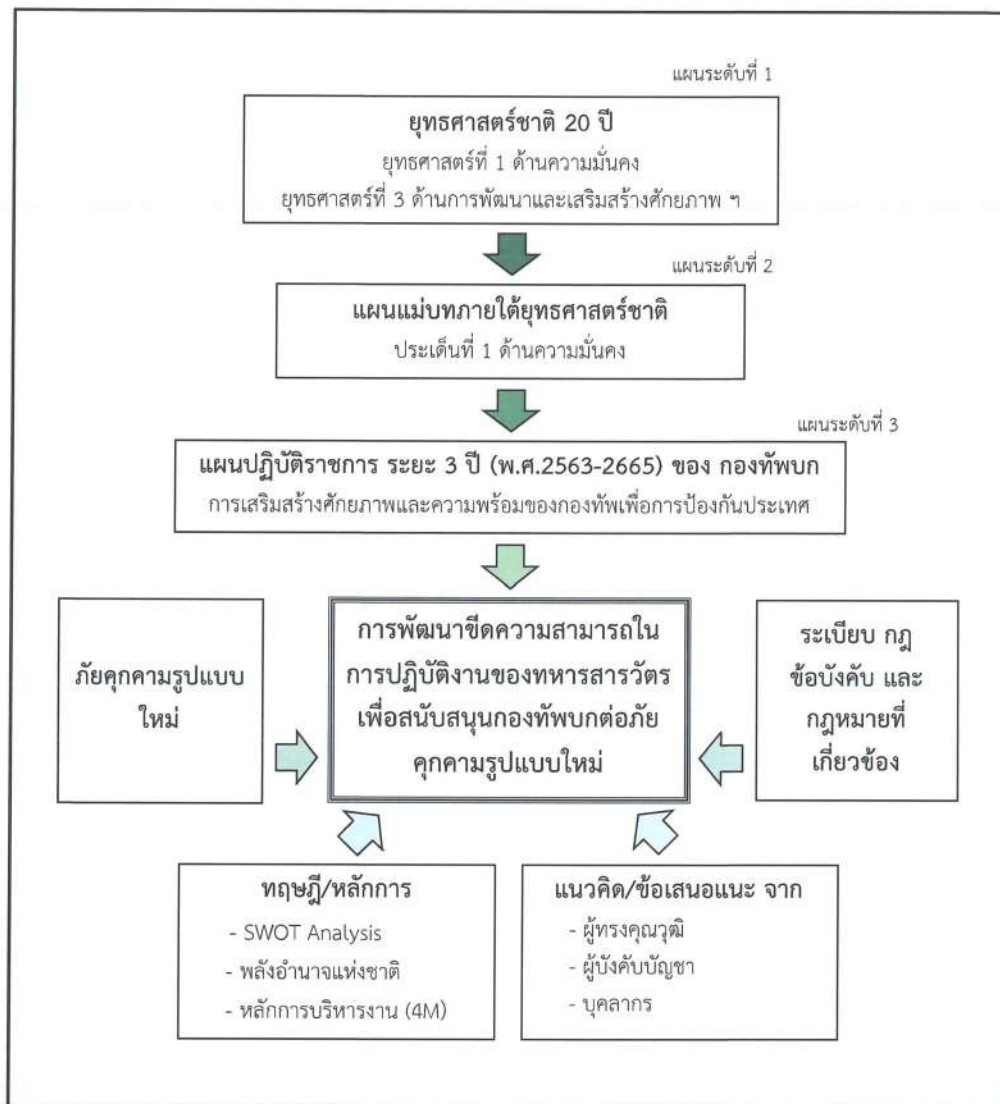 แผนระดับที่ 1
ยุทธศาสตร์ชาติ 20 ปี
ยุทธศาสตร์ที่ 1 ด้านความมั่นคง
ยุทธศาสตร์ที่ 3 ด้านการพัฒนาและเสริมสร้างศักยภาพ ฯ
แผนระดับที่ 2
แผนแม่บทภายใต้ยุทธศาสตร์ชาติ
ประเด็นที่ 1 ด้านความมั่นคง
แผนระดับที่ 3
แผนปฏิบัติราชการ ระยะ 3 ปี (พ.ศ.2563-2665) ของ กองทัพบก
การเสริมสร้างศักยภาพและความพร้อมของกองทัพเพื่อการป้องกันประเทศ
ภัยคุกคามรูปแบบ
ใหม่
การพัฒนาขีดความสามารถใน
การปฏิบัติงานของทหารสารวัตร
เพื่อสนับสนุนกองทัพบกต่อภัย
คุกคามรูปแบบใหม่
ระเบียบ กฎ
ข้อบังคับ และ
กฎหมายที่
เกี่ยวข้อง
ทฤษฎี/หลักการ
- SWOT Analysis
- พลังอำนาจแห่งชาติ
- หลักการบริหารงาน (4M)
แนวคิด/ข้อเสนอแนะ จาก
- ผู้ทรงคุณวุฒิ
- ผู้บังคับบัญชา
- บุคลากร